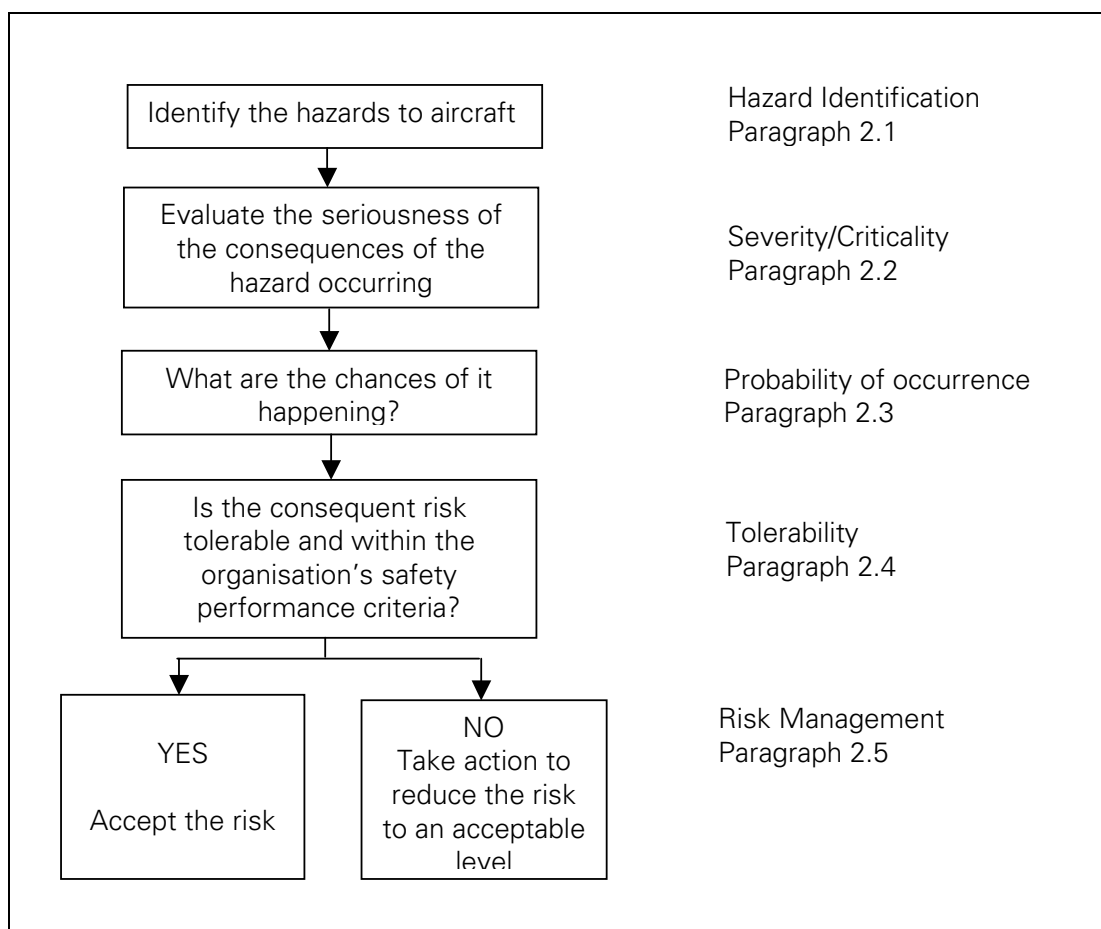 Identify the hazards to aircraft
Hazard Identification
Paragraph 2.1
Evaluate the seriousness of
the consequences of the
hazard occurring
Severity/Criticality
Paragraph 2.2
What are the chances of it
happening?
Probability of occurrence
Paragraph 2.3
Is the consequent risk
tolerable and within the
organisation's safety
performance criteria?
Tolerability
Paragraph 2.4
YES
Accept the risk
NO
Take action to
reduce the risk
to an acceptable
level
Risk Management
Paragraph 2.5